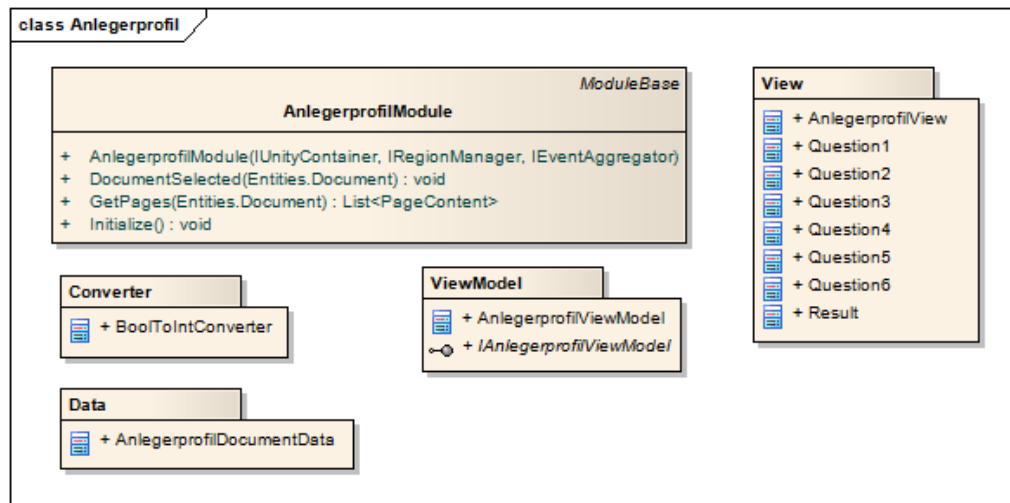 class Anlegerprofil
ModuleBase
AnlegerprofilModule
+ AnlegerprofilModule(IUnityContainer, IRegionManager, IEventAggregator)
+ DocumentSelected(Entities.Document) : void
+ GetPages(Entities.Document) : List<PageContent>
+ Initialize() : void
View
+ AnlegerprofilView
+ Question1
+ Question2
+ Question3
+ Question4
+ Question5
+ Question6
+ Result
Converter
+ BoolToIntConverter
ViewModel
+ AnlegerprofilViewModel
+ IAnlegerprofilViewModel
Data
+ AnlegerprofilDocumentData